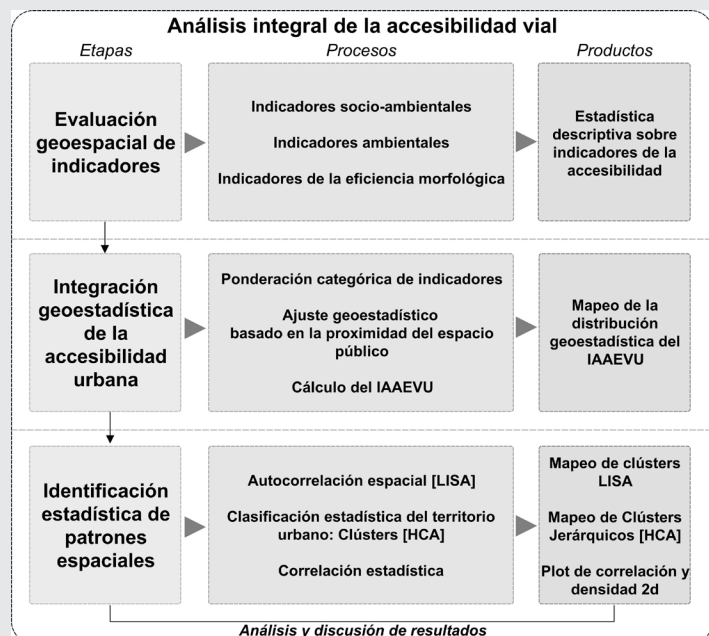 Análisis integral de la accesibilidad vial
Etapas
Procesos
Productos
Evaluación
geoespacial de
indicadores
Indicadores socio-ambientales
Indicadores ambientales
Indicadores de la eficiencia morfológica
Estadística
descriptiva sobre
indicadores de la
accesibilidad
Integración
geoestadística
de la
accesibilidad
urbana
Ponderación categórica de indicadores
Ajuste geoestadístico
basado en la proximidad del espacio
público
Cálculo del IAAEVU
Mapeo de la
distribución
geoestadística del
IAAEVU
Identificación
estadística de
patrones
espaciales
Autocorrelación espacial [LISA]
Clasificación estadística del territorio
urbano: Clústers [HCA]
Correlación estadística
Mapeo de clústers
LISA
Mapeo de Clústers
Jerárquicos [HCA]
Plot de correlación y
densidad 2d
Análisis y discusión de resultados